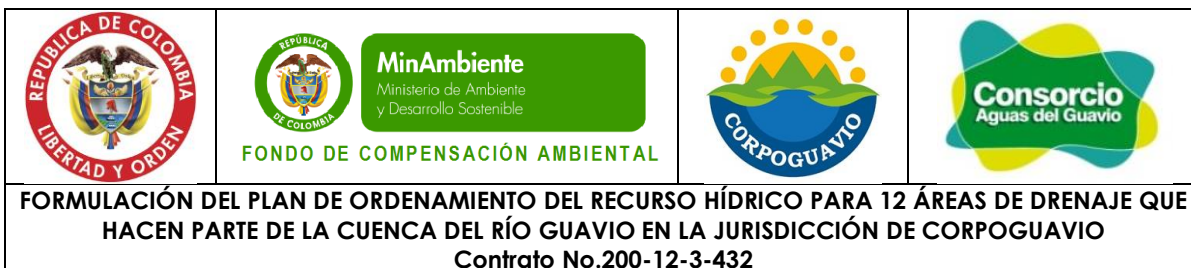 REPUBLICA DE COLOMBIA
LIBERTAD Y ORDEN
REPÚBLICA
DE COLOMBIA
MinAmbiente
Ministerio de Ambiente
y Desarrollo Sostenible
FONDO DE COMPENSACIÓN AMBIENTAL
CORPOGUAVIO
Consorcio
Aguas del Guavio
FORMULACIÓN DEL PLAN DE ORDENAMIENTO DEL RECURSO HÍDRICO PARA 12 ÁREAS DE DRENAJE QUE
HACEN PARTE DE LA CUENCA DEL RÍO GUAVIO EN LA JURISDICCIÓN DE CORPOGUAVIO
Contrato No.200-12-3-432